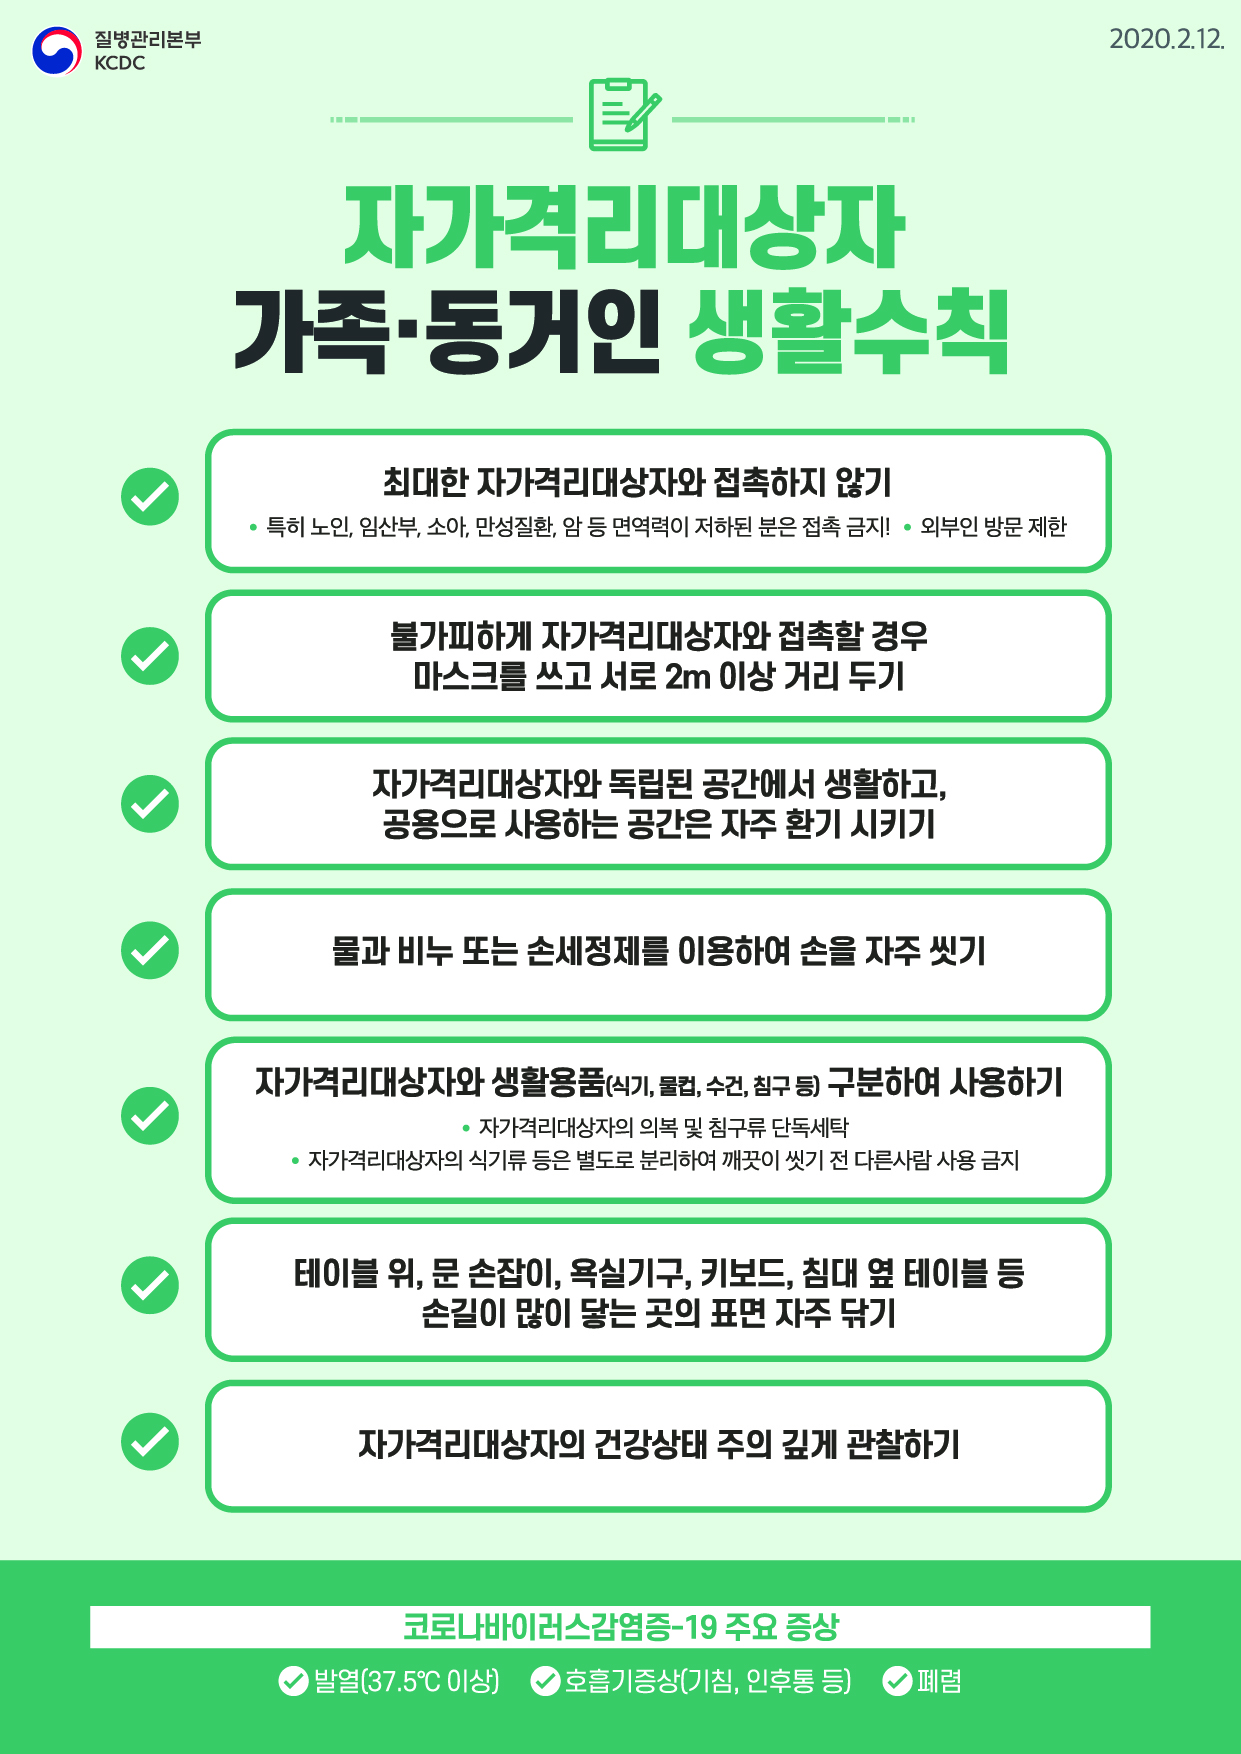 질병관리본부
KCDC
2020.2.12.
자가격리대상자
가족·동거인 생활수칙
최대한 자가격리대상자와 접촉하지 않기
• 특히 노인, 임산부, 소아, 만성질환, 암 등 면역력이 저하된 분은 접촉 금지! • 외부인 방문 제한
불가피하게 자가격리대상자와 접촉할 경우
마스크를 쓰고 서로 2m 이상 거리 두기
자가격리대상자와 독립된 공간에서 생활하고,
공용으로 사용하는 공간은 자주 환기 시키기
물과 비누 또는 손세정제를 이용하여 손을 자주 씻기
자가격리대상자와 생활용품(식기, 물컵, 수건, 침구 등) 구분하여 사용하기
• 자가격리대상자의 의복 및 침구류 단독세탁
• 자가격리대상자의 식기류 등은 별도로 분리하여 깨끗이 씻기 전 다른사람 사용 금지
테이블 위, 문 손잡이, 욕실기구, 키보드, 침대 옆 테이블 등
손길이 많이 닿는 곳의 표면 자주 닦기
자가격리대상자의 건강상태 주의 깊게 관찰하기
코로나바이러스감염증-19 주요 증상
발열(37.5℃ 이상) 호흡기증상(기침, 인후통 등) 폐렴